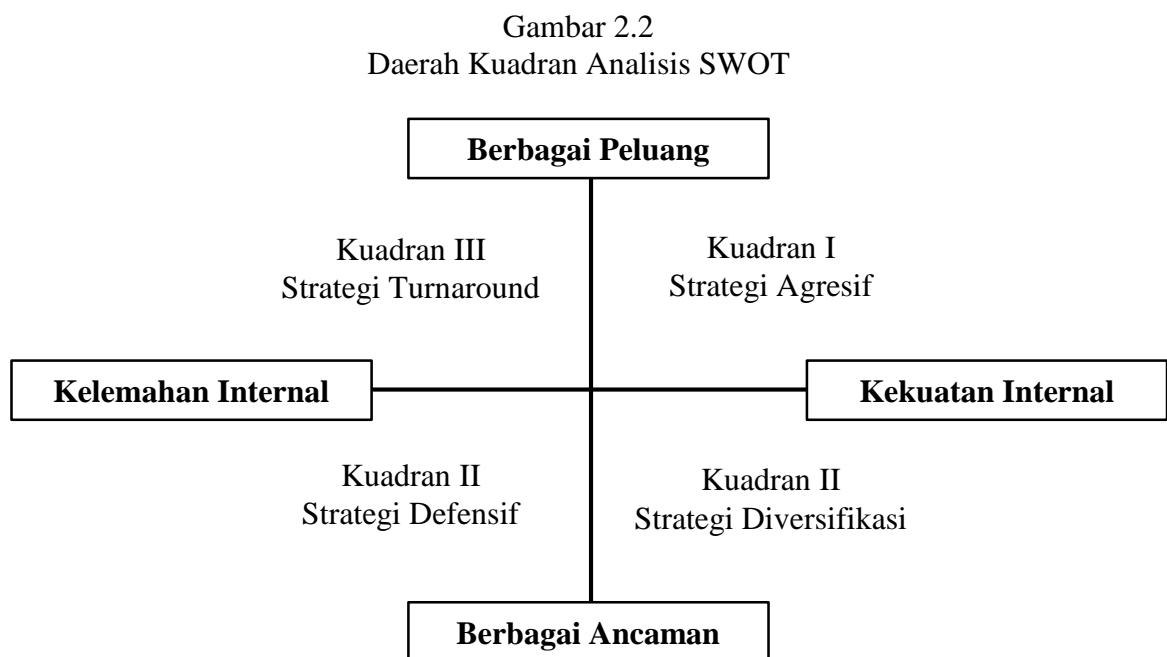 Gambar 2.2
Daerah Kuadran Analisis SWOT
Berbagai Peluang
Kuadran III
Strategi Turnaround
Kuadran I
Strategi Agresif
Kelemahan Internal
Kekuatan Internal
Kuadran II
Strategi Defensif
Kuadran II
Strategi Diversifikasi
Berbagai Ancaman